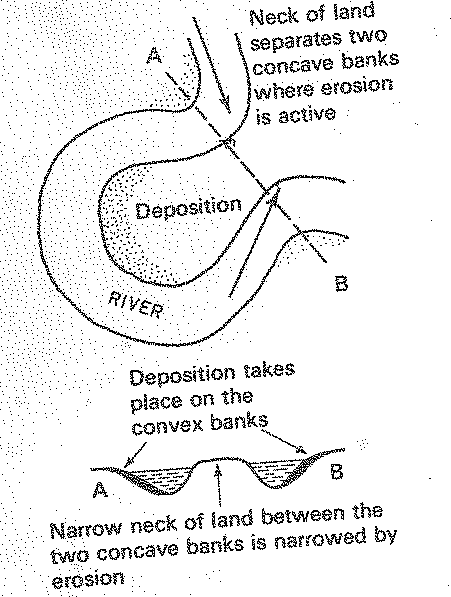 Neck of land
separates two
concave banks
where erosion
is active
A
Deposition
B
RIVER
Deposition takes
place on the
convex banks
A
B
Narrow neck of land between the
two concave banks is narrowed by
erosion